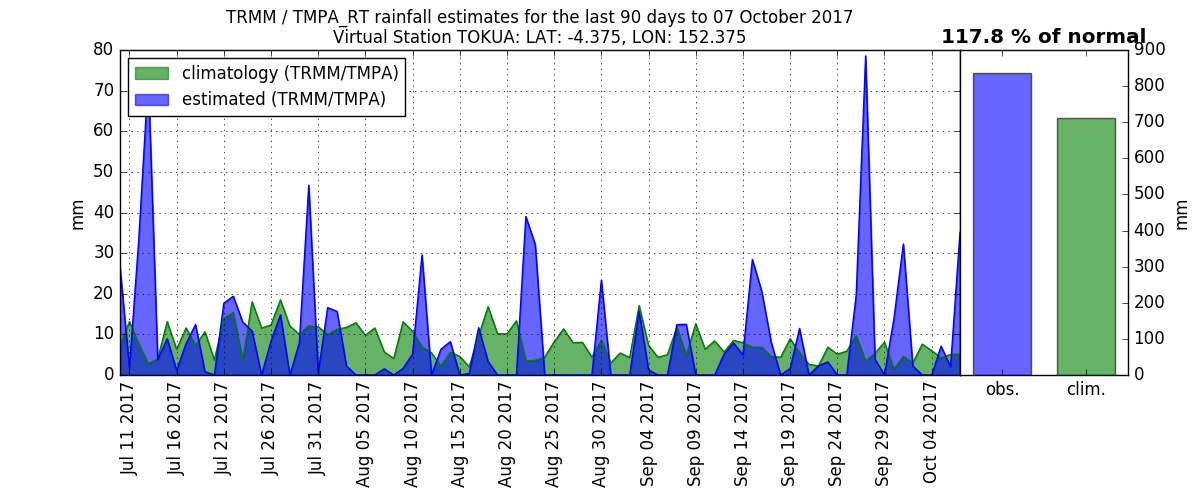 TRMM / TMPA_RT rainfall estimates for the last 90 days to 07 October 2017
Virtual Station TOKUA: LAT: -4.375, LON: 152.375
117.8 % of normal
climatology (TRMM/TMPA)
estimated (TRMM/TMPA)
80
70
60
50
40
30
20
10
0
mm
900
800
700
600
500
400
300
200
100
0
mm
Jul 11 2017
Jul 16 2017
Jul 21 2017
Jul 26 2017
Jul 31 2017
Aug 05 2017
Aug 10 2017
Aug 15 2017
Aug 20 2017
Aug 25 2017
Aug 30 2017
Sep 04 2017
Sep 09 2017
Sep 14 2017
Sep 19 2017
Sep 24 2017
Sep 29 2017
Oct 04 2017
obs.
clim.